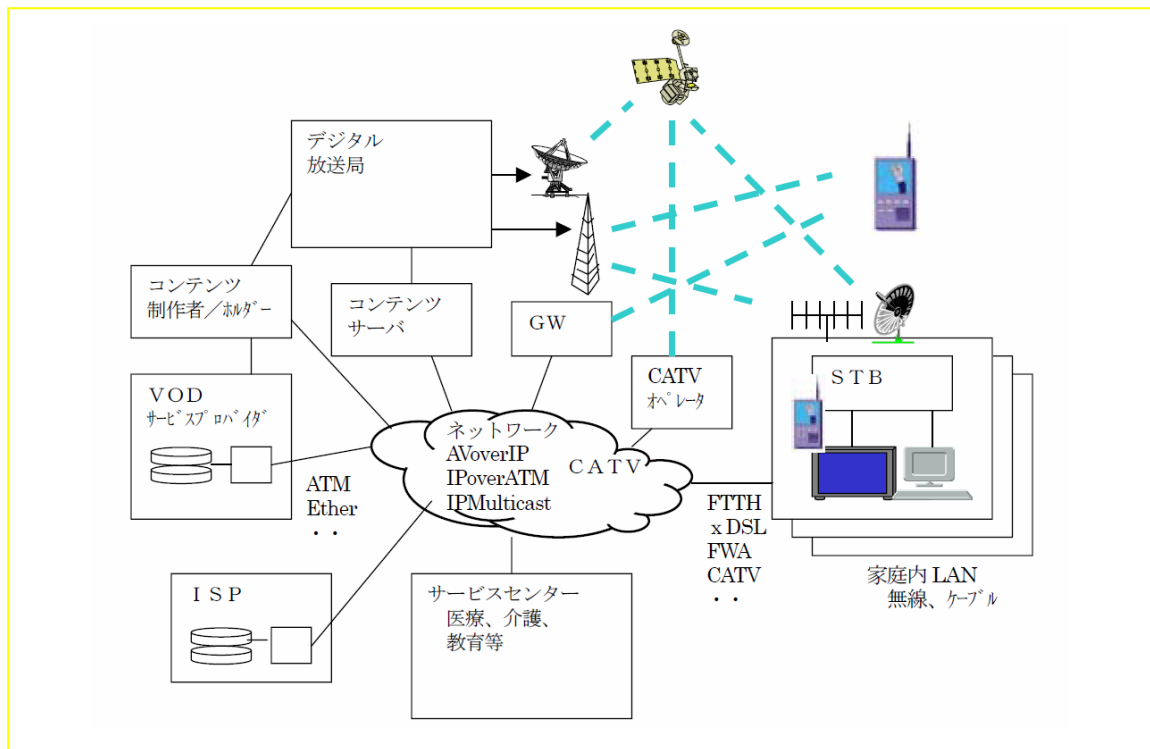 デジタル
放送局
コンテンツ
制作者／ﾎﾙﾀﾞｰ
コンテンツ
サーバ
ＧＷ
CATV
ｵﾍﾟﾚｰﾀ
ＳＴＢ
ＶＯＤ
ｻｰﾋﾞｽﾌﾟﾛﾊﾞｲﾀﾞ
ネットワーク
AVoverIP
IPoverATM
IPMulticast
ＣＡＴＶ
ATM
Ether
・・
FTTH
ｘDSL
FWA
CATV
・・
家庭内 LAN
無線、ｹｰﾌﾞﾙ
ＩＳＰ
サービスセンター
医療、介護、
教育等